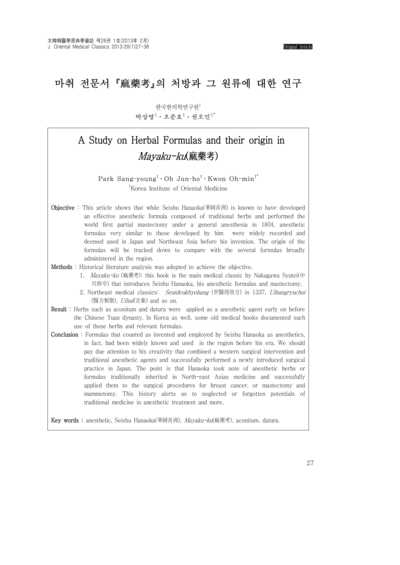 大韓韓醫學原典學會誌 제26권 1호(2013年 2月)
J. Oriental Medical Classics 2013:26(1)27-38
Original Article
마취 전문서 『麻藥考』의 처방과 그 원류에 대한 연구
한국한의학연구원¹
박상영¹ · 오준호¹ · 권오민¹*
A Study on Herbal Formulas and their origin in
Mayaku-ko(麻藥考)
Park Sang-young¹ · Oh Jun-ho¹ · Kwon Oh-min¹*
¹Korea Institute of Oriental Medicine
Objective : This article shows that while Seishu Hanaoka(華岡青洲) is known to have developed
an effective anesthetic formula composed of traditional herbs and performed the
world first partial mastectomy under a general anesthesia in 1804, anesthetic
formulas very similar to those developed by him were widely recorded and
deemed used in Japan and Northeast Asia before his invention. The origin of the
formulas will be tracked down to compare with the several formulas broadly
administered in the region.
Methods : Historical literature analysis was adopted to achieve the objective.
1. Mayaku-ko (麻藥考): this book is the main medical classic by Nakagawa Syutei(中
川修亭) that introduces Seishu Hanaoka, his anesthetic formulas and mastectomy.
2. Northeast medical classics: (世醫得效方) in 1337,
(醫方類聚), (宜彙) and so on.
Result : Herbs such as aconitum and datura were applied as a anesthetic agent early on before
the Chinese Yuan dynasty. In Korea as well, some old medical books documented such
use of those herbs and relevant formulas.
Conclusion : Formulas that counted as invented and employed by Seishu Hanaoka as anesthetics,
in fact, had been widely known and used in the region before his era. We should
pay due attention to his creativity that combined a western surgical intervention and
traditional anesthetic agents and successfully performed a newly introduced surgical
practice in Japan. The point is that Hanaoka took note of anesthetic herbs or
formulas traditionally inherited in North-east Asian medicine and successfully
applied them to the surgical procedures for breast cancer, or mastectomy and
mammotomy. This history alerts us to neglected or forgotten potentials of
traditional medicine in anesthetic treatment and more.
Key words : anesthetic, Seishu Hanaoka(華岡青洲), Mayaku-ko(麻藥考), aconitum, datura.
27